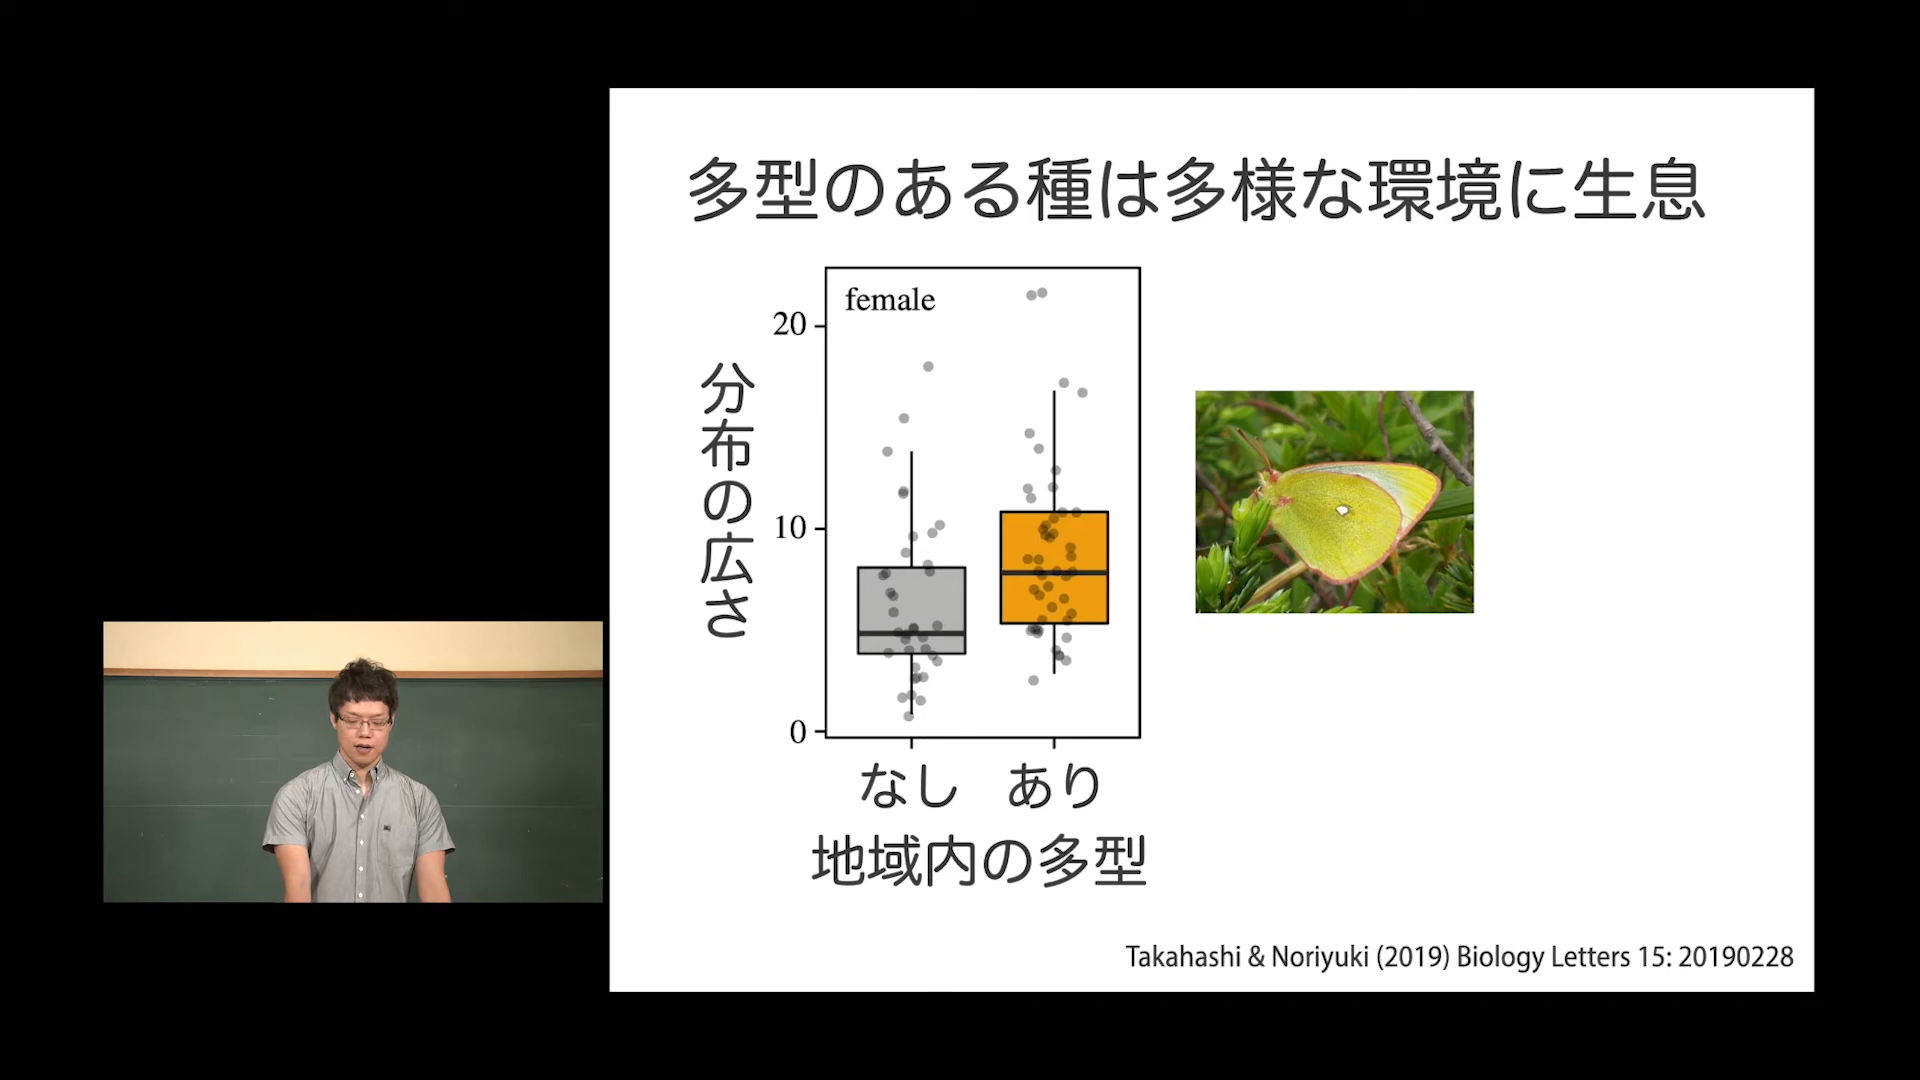 多型のある種は多様な環境に生息
female
20
10
0
分布の広さ
なし あり
地域内の多型
Takahashi & Noriyuki (2019) Biology Letters 15: 20190228